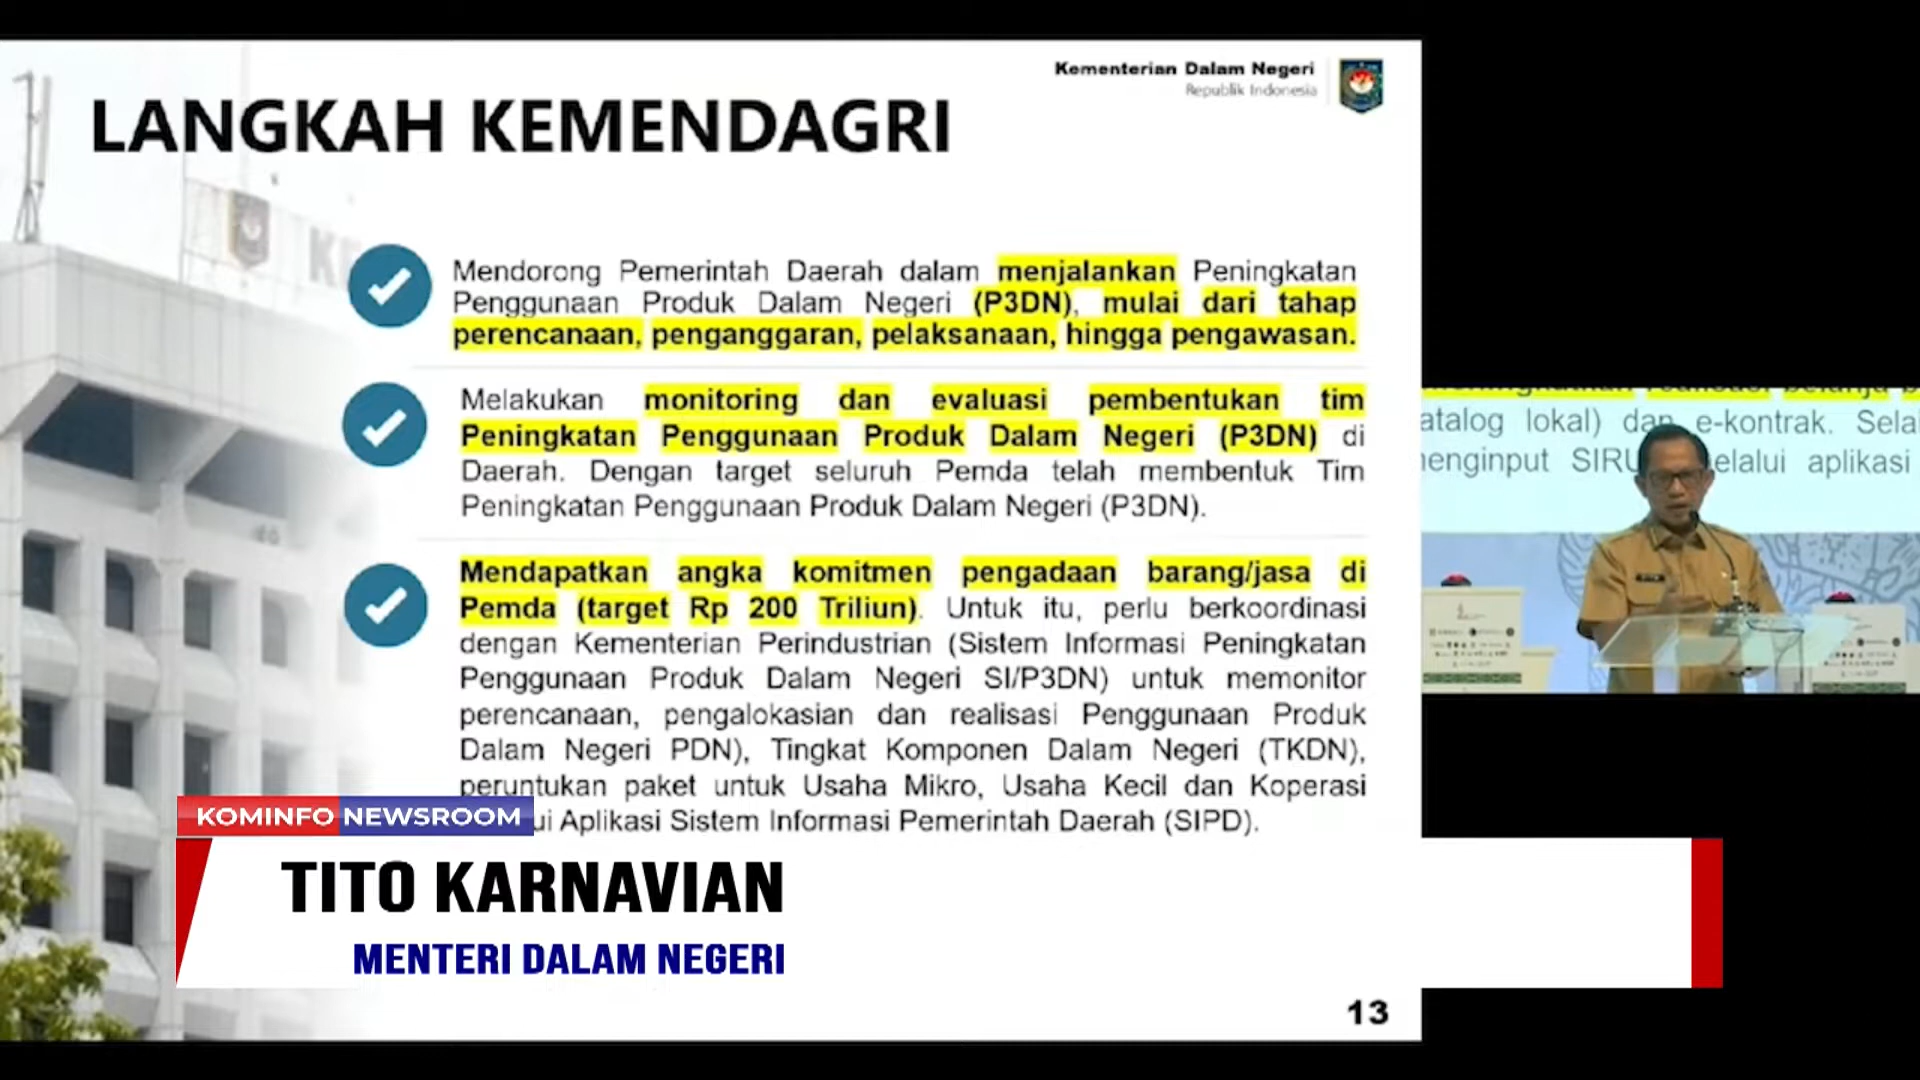 Kementerian Dalam Negeri
Republik Indonesia
LANGKAH KEMENDAGRI
Mendorong Pemerintah Daerah dalam menjalankan Peningkatan
Penggunaan Produk Dalam Negeri (P3DN), mulai dari tahap
perencanaan, penganggaran, pelaksanaan, hingga pengawasan.
Melakukan monitoring dan evaluasi pembentukan tim
Peningkatan Penggunaan Produk Dalam Negeri (P3DN) di
Daerah. Dengan target seluruh Pemda telah membentuk Tim
Peningkatan Penggunaan Produk Dalam Negeri (P3DN).
Mendapatkan angka komitmen pengadaan barang/jasa di
Pemda (target Rp 200 Triliun). Untuk itu, perlu berkoordinasi
dengan Kementerian Perindustrian (Sistem Informasi Peningkatan
Penggunaan Produk Dalam Negeri SI/P3DN) untuk memonitor
perencanaan, pengalokasian dan realisasi Penggunaan Produk
Dalam Negeri PDN), Tingkat Komponen Dalam Negeri (TKDN),
peruntukan paket untuk Usaha Mikro, Usaha Kecil dan Koperasi
ui Aplikasi Sistem Informasi Pemerintah Daerah (SIPD).
atalog lokal) dan e-kontrak. Sela
enginput SIRU elalui aplikasi
KOMINFO NEWSROOM
TITO KARNAVIAN
MENTERI DALAM NEGERI
13